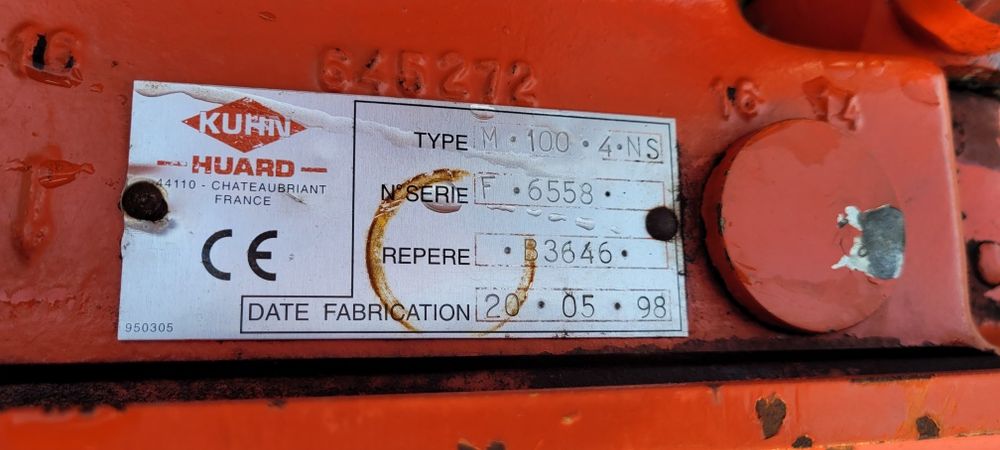 645272
16 14
KUHN
HUARD
44110 - CHATEAUBRIANT
FRANCE
CE
950305
TYPE M · 100 · 4 · NS
N° SERIE F · 6558 ·
REPERE · B3646 ·
DATE FABRICATION 20 · 05 · 98